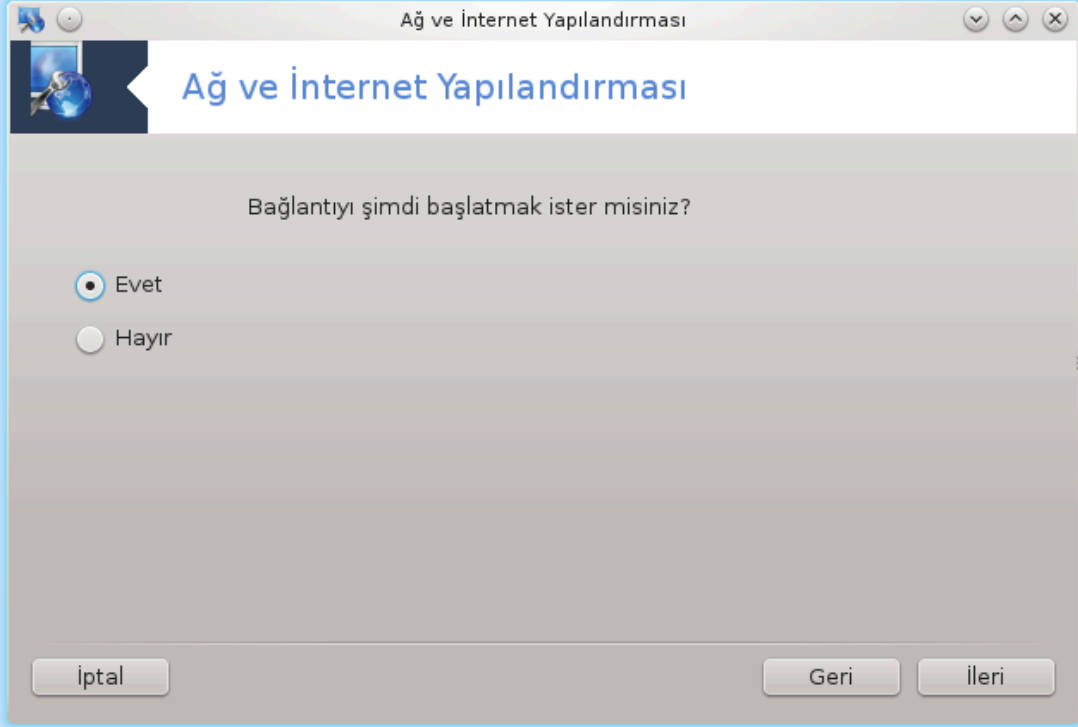 Ağ ve İnternet Yapılandırması
Ağ ve İnternet Yapılandırması
Bağlantıyı şimdi başlatmak ister misiniz?
Evet
Hayır
İptal
Geri
İleri